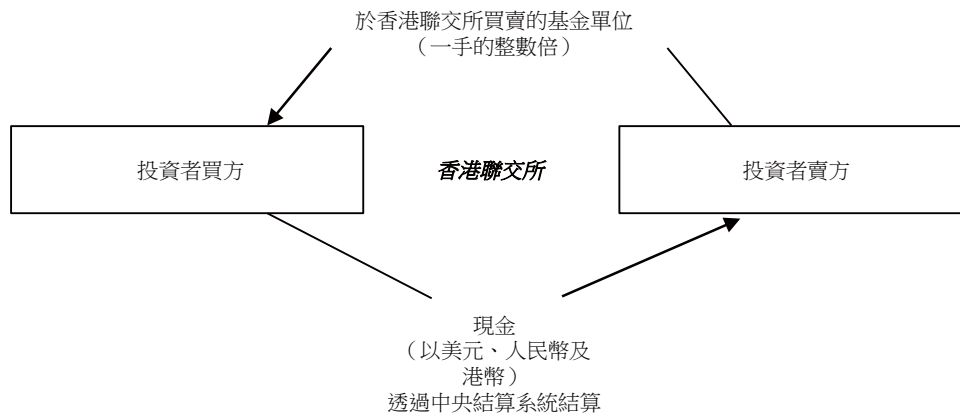 於香港聯交所買賣的基金單位
（一手的整數倍）
投資者買方
香港聯交所
投資者賣方
現金
（以美元、人民幣及
港幣）
透過中央結算系統結算